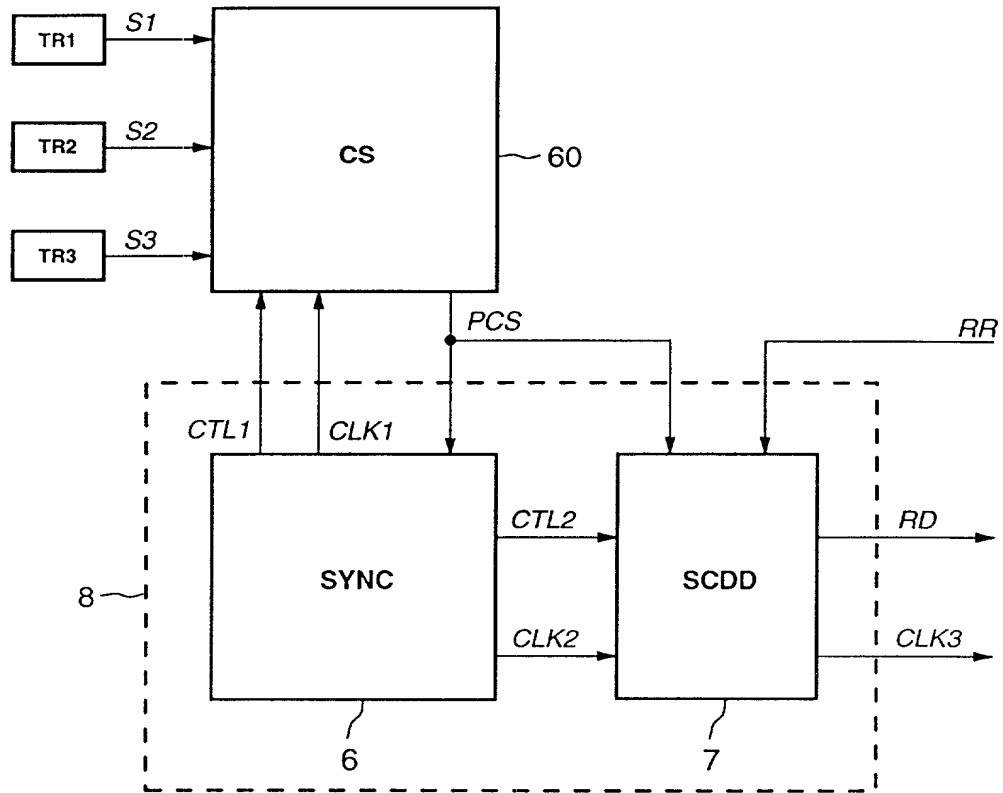 TR1
S1
TR2
S2
TR3
S3
CS
60
PCS
RR
CTL1
CLK1
CTL2
RD
SYNC
SCDD
8
CLK2
CLK3
6
7